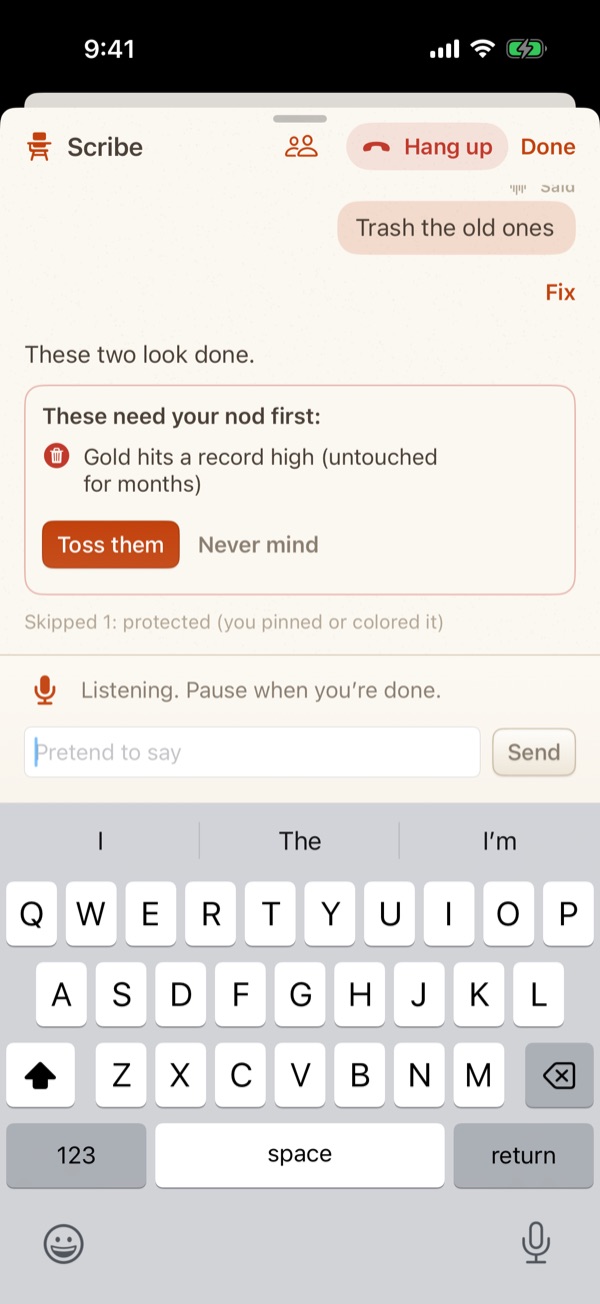 9:41
Scribe
Hang up
Done
Said
Trash the old ones
Fix
These two look done.
These need your nod first:
Gold hits a record high (untouched
for months)
Toss them
Never mind
Skipped 1: protected (you pinned or colored it)
Listening. Pause when you’re done.
Pretend to say
Send
I
The
I’m
Q W E R T Y U I O P
A S D F G H J K L
Z X C V B N M
123
space
return